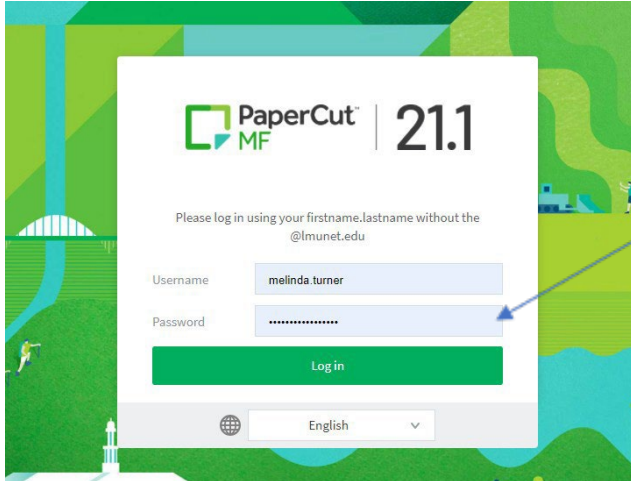 PaperCut™ MF | 21.1
Please log in using your firstname.lastname without the
@lmunet.edu
Username melinda.turner
Password •••••••••••••••••
Log in
English